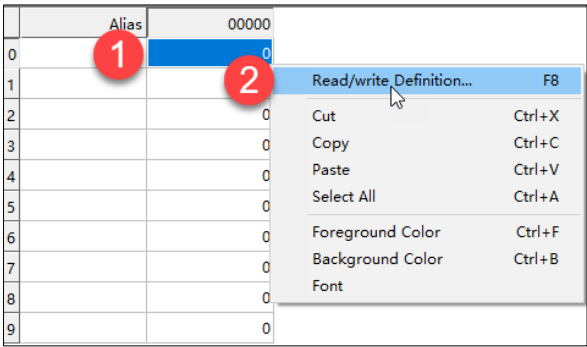 Alias 00000
0 1 0
1 2 Read/write Definition... F8
2 0 Cut Ctrl+X
3 0 Copy Ctrl+C
4 0 Paste Ctrl+V
5 0 Select All Ctrl+A
6 0 Foreground Color Ctrl+F
7 0 Background Color Ctrl+B
8 0 Font
9 0